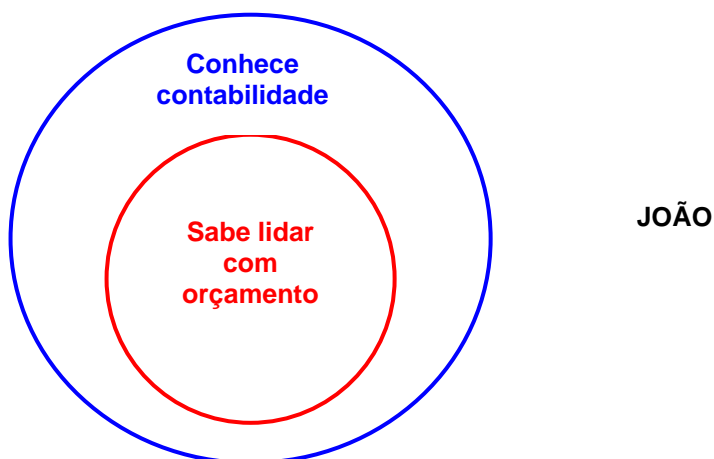 Conhece
contabilidade
JOÃO
Sabe lidar
com
orçamento